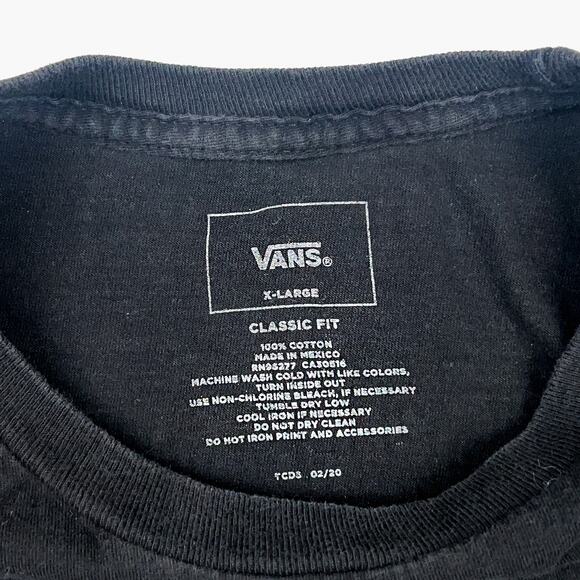 VANS®
X-LARGE
CLASSIC FIT
100% COTTON
MADE IN MEXICO
RN93277 CA30516
MACHINE WASH COLD WITH LIKE COLORS,
TURN INSIDE OUT
USE NON-CHLORINE BLEACH, IF NECESSARY
TUMBLE DRY LOW
COOL IRON IF NECESSARY
DO NOT DRY CLEAN
DO NOT IRON PRINT AND ACCESSORIES
TCDS 02/20